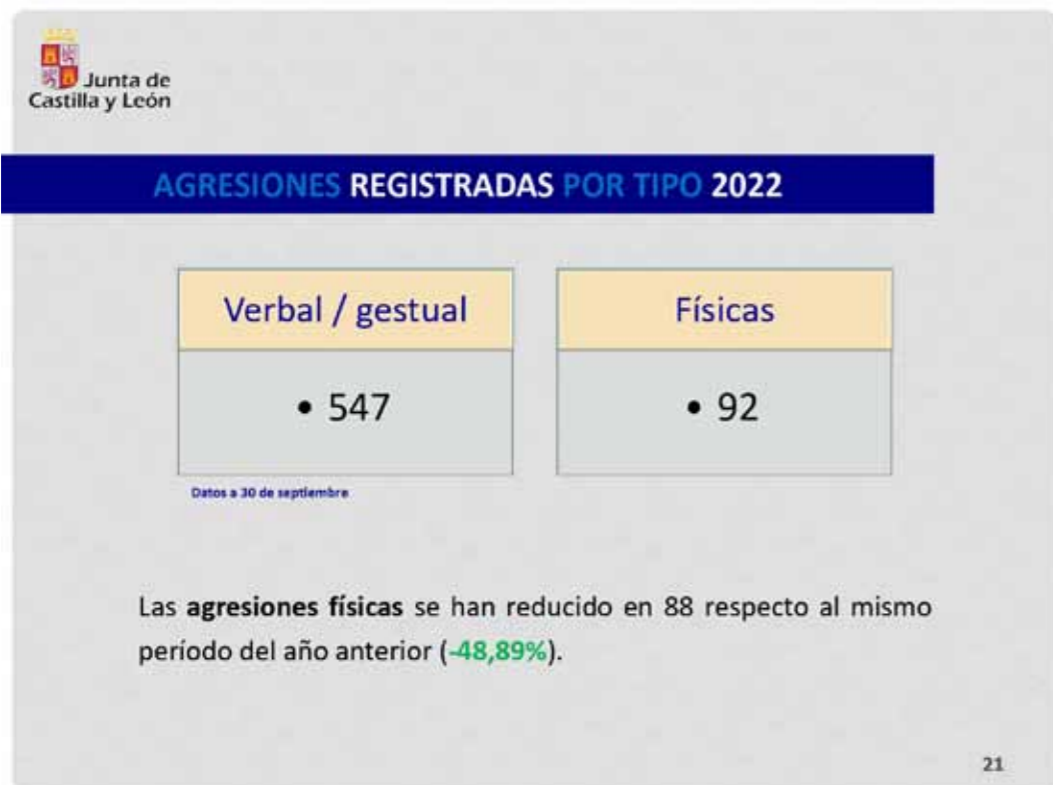 Junta de
Castilla y León
AGRESIONES REGISTRADAS POR TIPO 2022
Verbal / gestual
• 547
Físicas
• 92
Datos a 30 de septiembre
Las agresiones físicas se han reducido en 88 respecto al mismo
período del año anterior (-48,89%).
21